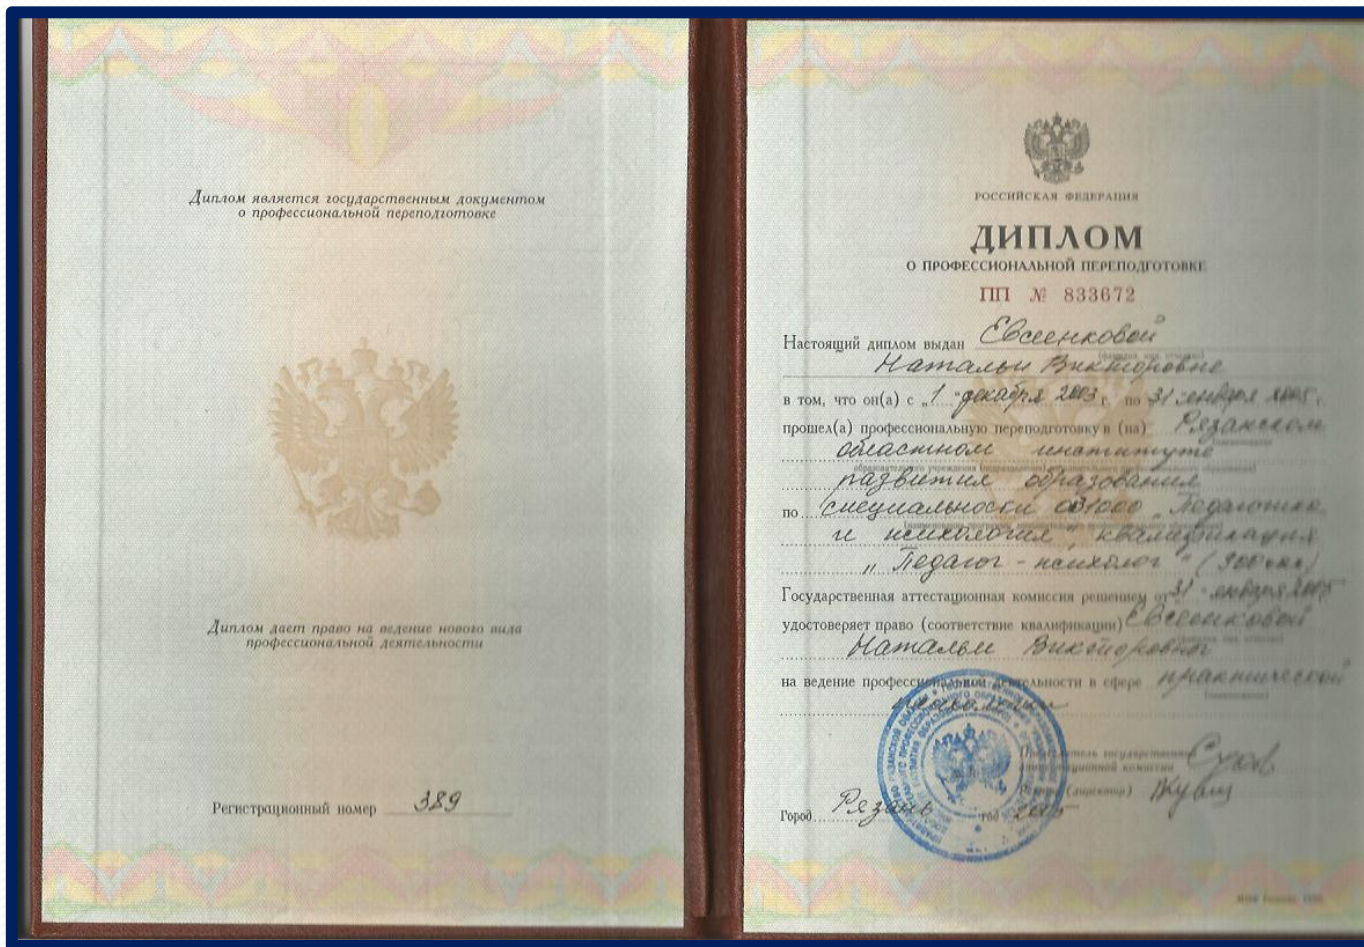 Диплом является государственным документом
о профессиональной переподготовке
Диплом дает право на ведение нового вида
профессиональной деятельности
Регистрационный номер 389
РОССИЙСКАЯ ФЕДЕРАЦИЯ
ДИПЛОМ
О ПРОФЕССИОНАЛЬНОЙ ПЕРЕПОДГОТОВКЕ
ПП № 833672
Настоящий диплом выдан Евсеенковой
Натальи Викторовне
в том, что он(а) с „1" декабря 2003 г. по 31 января 2005 г.
прошел(а) профессиональную переподготовку в (на) Рязанском
областном институте
развития образования
по специальности 031000 „Педагогика
и психология", квалификация
„Педагог - психолог" (
Государственная аттестационная комиссия решением от 31 января 2005
удостоверяет право (соответствие квалификации) Евсеенковой
Натальи Викторовны
на ведение профессиональной деятельности в сфере практической
психологии
Председатель государственной
аттестационной комиссии
(директор)
Город Рязань год 2005